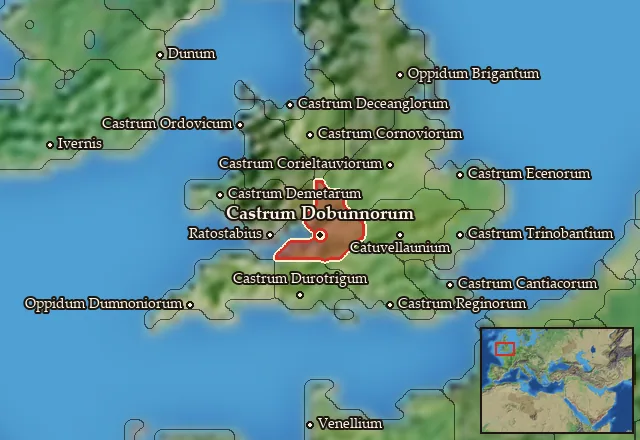 Dunum
Oppidum Brigantum
Castrum Deceanglorum
Castrum Ordovicum
Castrum Cornoviorum
Ivernis
Castrum Corieltauviorum
Castrum Ecenorum
Castrum Demetarum
Castrum Dobunnorum
Ratostabius
Castrum Trinobantium
Catuvellaunium
Castrum Durotrigum
Castrum Cantiacorum
Oppidum Dumnoniorum
Castrum Reginorum
Venellium